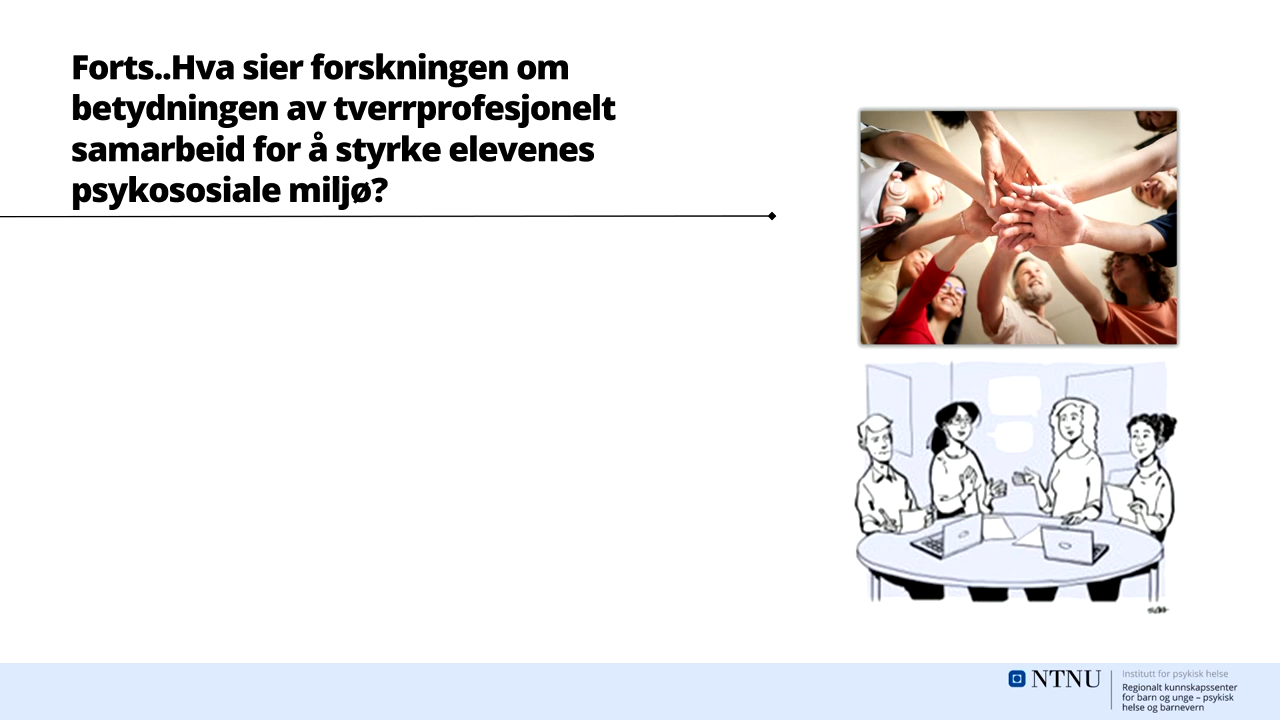 Forts..Hva sier forskningen om
betydningen av tverrprofesjonelt
samarbeid for å styrke elevenes
psykososiale miljø?
NTNU
Institutt for psykisk helse
Regionalt kunnskapssenter
for barn og unge – psykisk
helse og barnevern